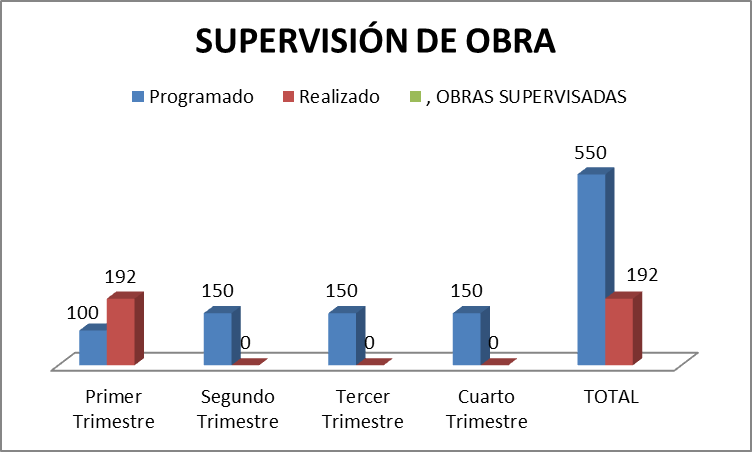 SUPERVISIÓN DE OBRA
Programado Realizado , OBRAS SUPERVISADAS
550
192 192
100 150 150 150
0 0 0
Primer Segundo Tercer Cuarto TOTAL
Trimestre Trimestre Trimestre Trimestre